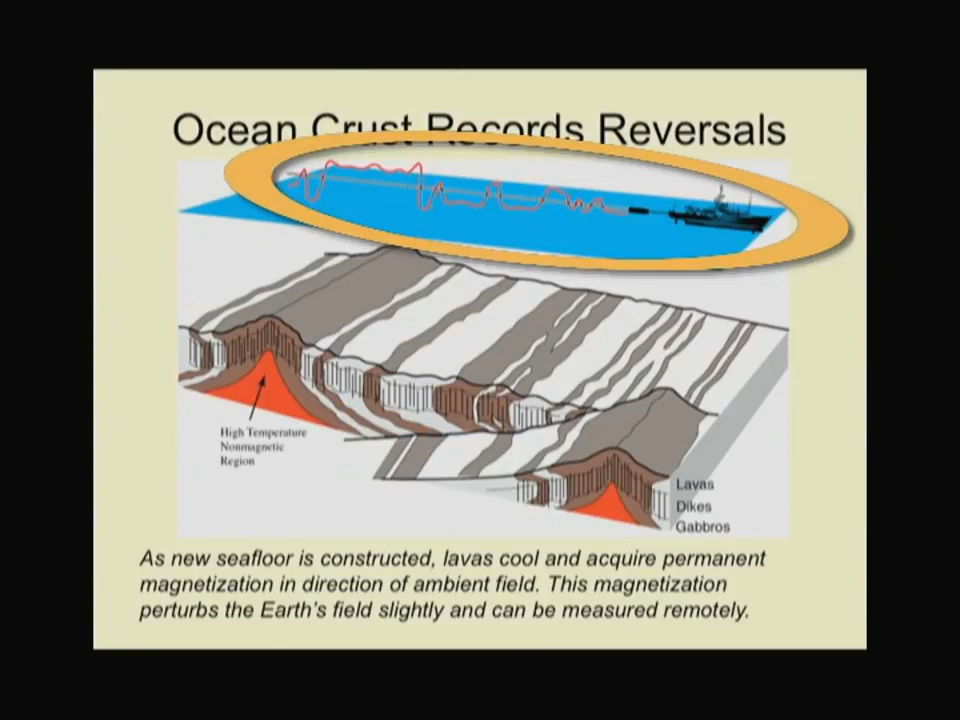 Ocean Crust Records Reversals
High Temperature
Nonmagnetic
Region
Lavas
Dikes
Gabbros
As new seafloor is constructed, lavas cool and acquire permanent
magnetization in direction of ambient field. This magnetization
perturbs the Earth's field slightly and can be measured remotely.